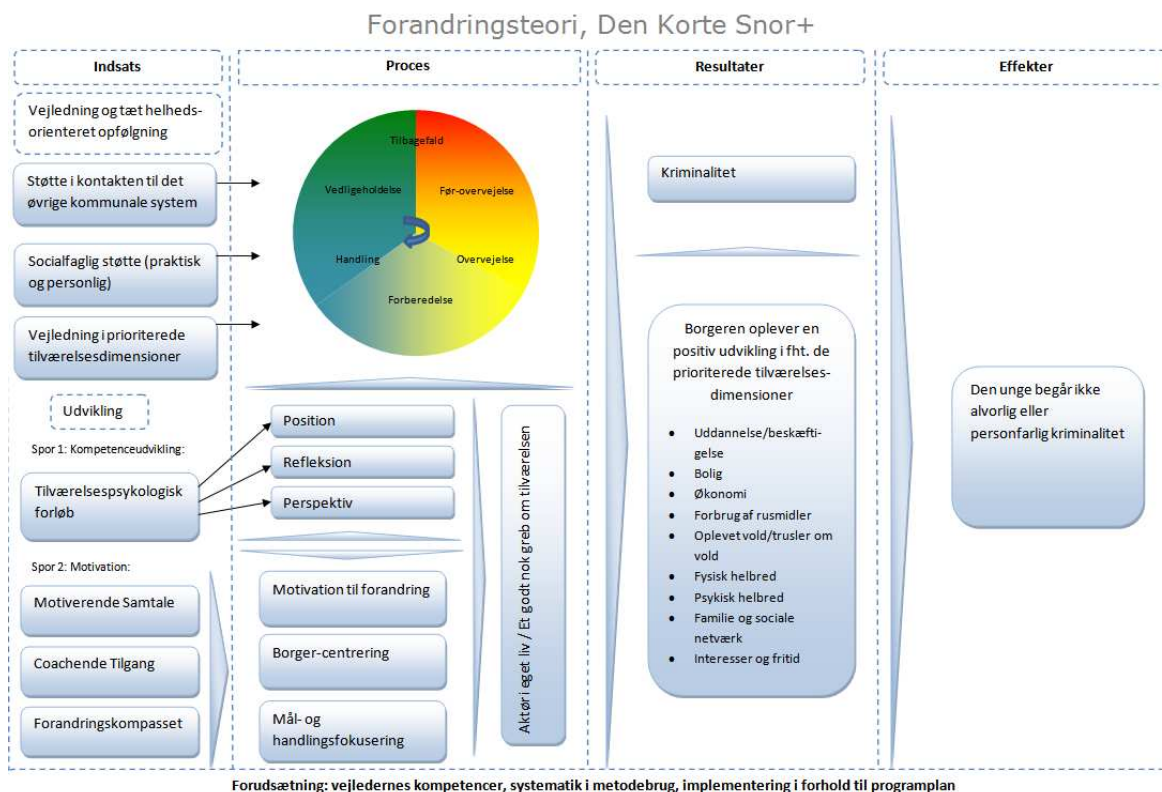 Forandringsteori, Den Korte Snor+
Indsats
Proces
Resultater
Effekter
Vejledning og tæt helheds-
orienteret opfølgning
Støtte i kontakten til det
øvrige kommunale system
Socialfaglig støtte (praktisk
og personlig)
Vejledning i prioriterede
tilværelsesdimensioner
Udvikling
Spor 1: Kompetenceudvikling:
Tilværelsespsykologisk
forløb
Spor 2: Motivation:
Motiverende Samtale
Coachende Tilgang
Forandringskompasset
Tilbagefald
Vedligeholdelse
Før-overvejelse
Handling
Overvejelse
Forberedelse
Position
Refleksion
Perspektiv
Motivation til forandring
Borger-centrering
Mål- og
handlingsfokusering
Aktør i eget liv / Et godt nok greb om tilværelsen
Kriminalitet
Borgeren oplever en
positiv udvikling i fht. de
prioriterede tilværelses-
dimensioner
• Uddannelse/beskæfti-
gelse
• Bolig
• Økonomi
• Forbrug af rusmidler
• Oplevet vold/trusler om
vold
• Fysisk helbred
• Psykisk helbred
• Familie og sociale
netværk
• Interesser og fritid
Den unge begår ikke
alvorlig eller
personfarlig kriminalitet
Forudsætning: vejledernes kompetencer, systematik i metodebrug, implementering i forhold til programplan